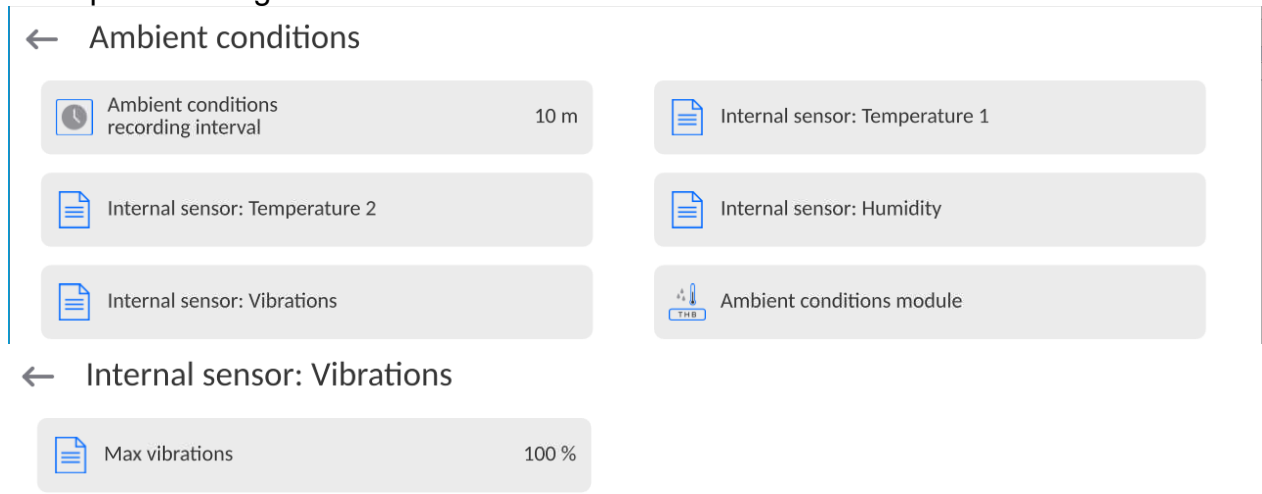 Ambient conditions
Ambient conditions
recording interval
10 m
Internal sensor: Temperature 1
Internal sensor: Temperature 2
Internal sensor: Humidity
Internal sensor: Vibrations
THB
Ambient conditions module
Internal sensor: Vibrations
Max vibrations
100 %